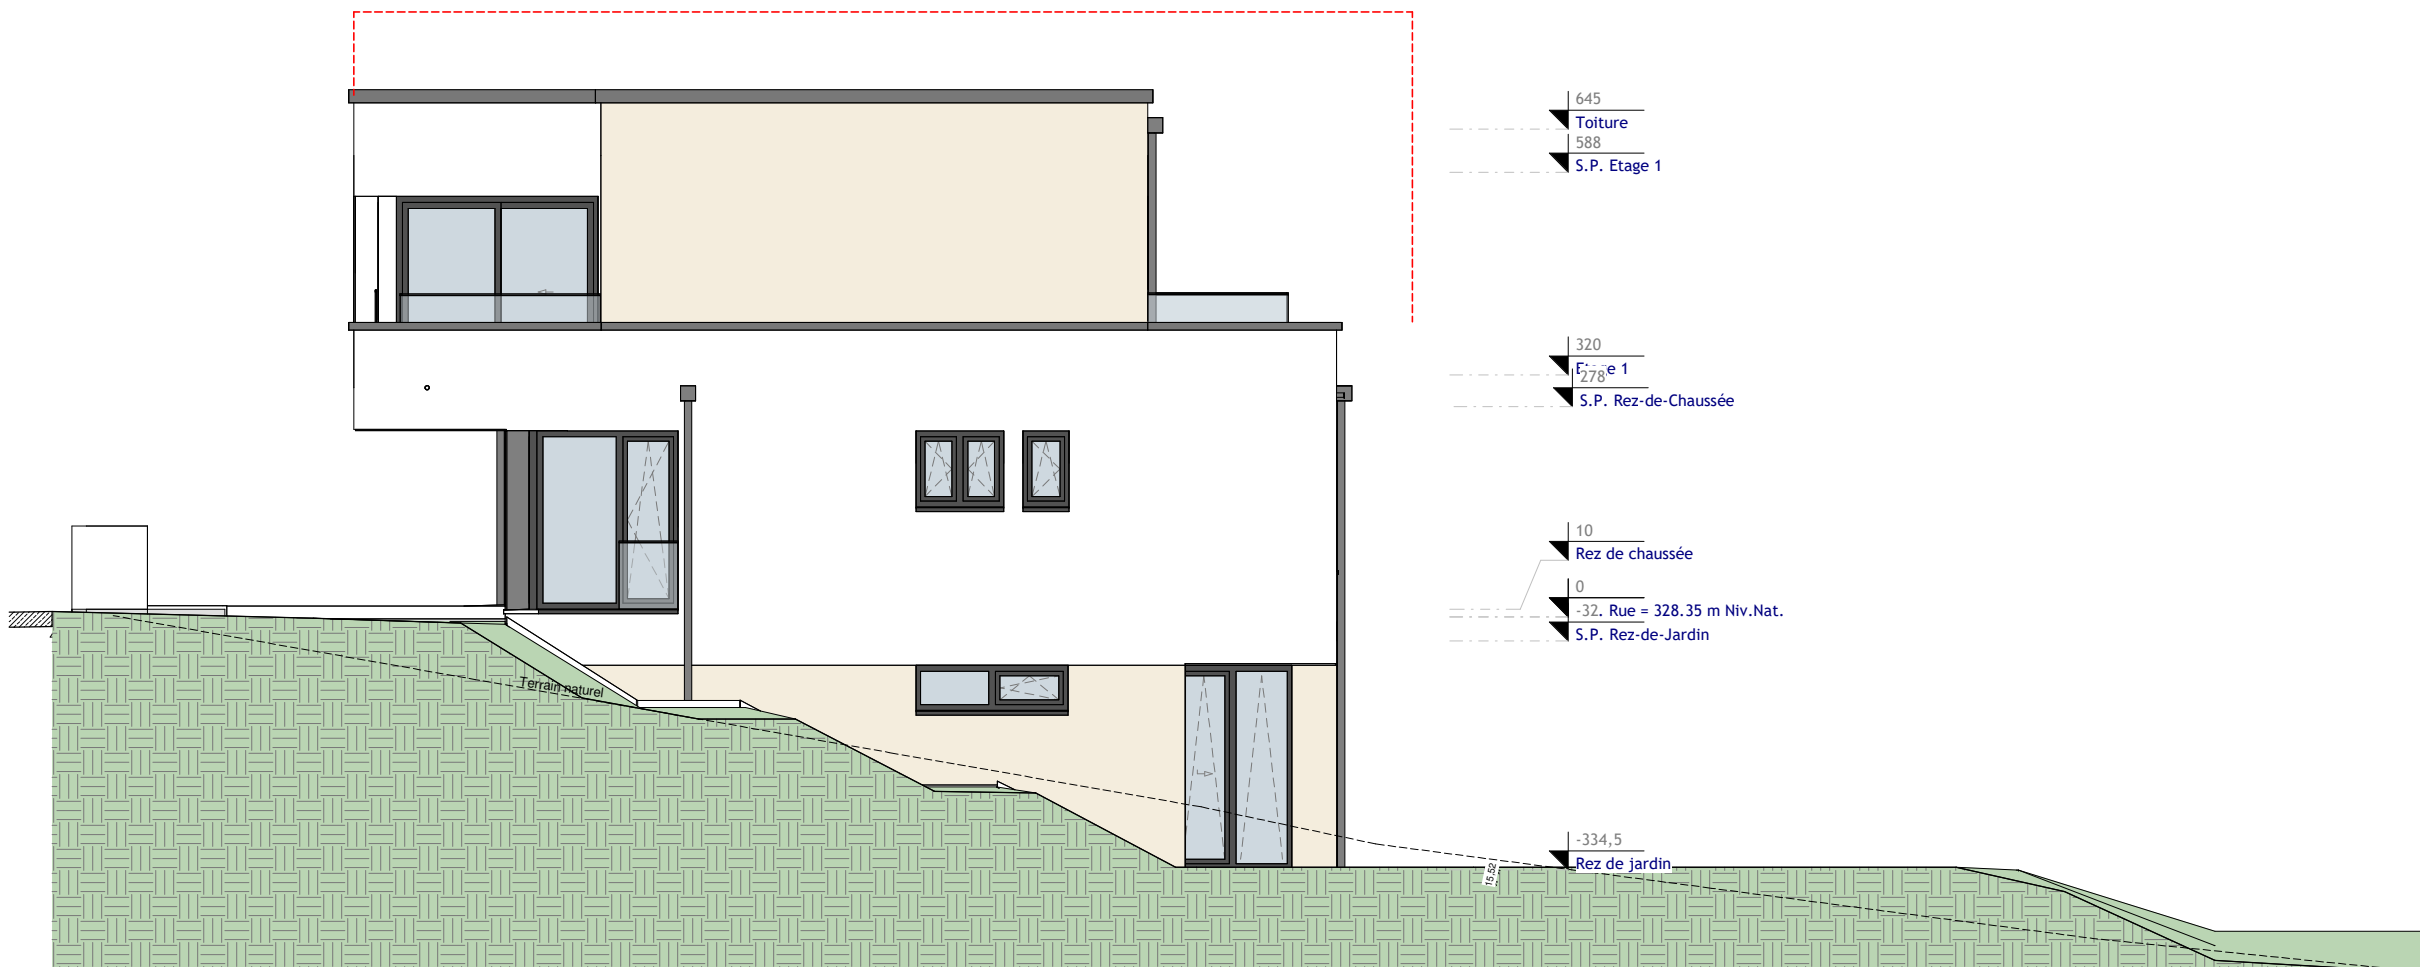 645
Toiture
588
S.P. Etage 1
320
278
S.P. Rez-de-Chaussée
10
Rez de chaussée
0
-32. Rue = 328.35 m Niv.Nat.
S.P. Rez-de-Jardin
Terrain naturel
-334,5
Rez de jardin
15,52